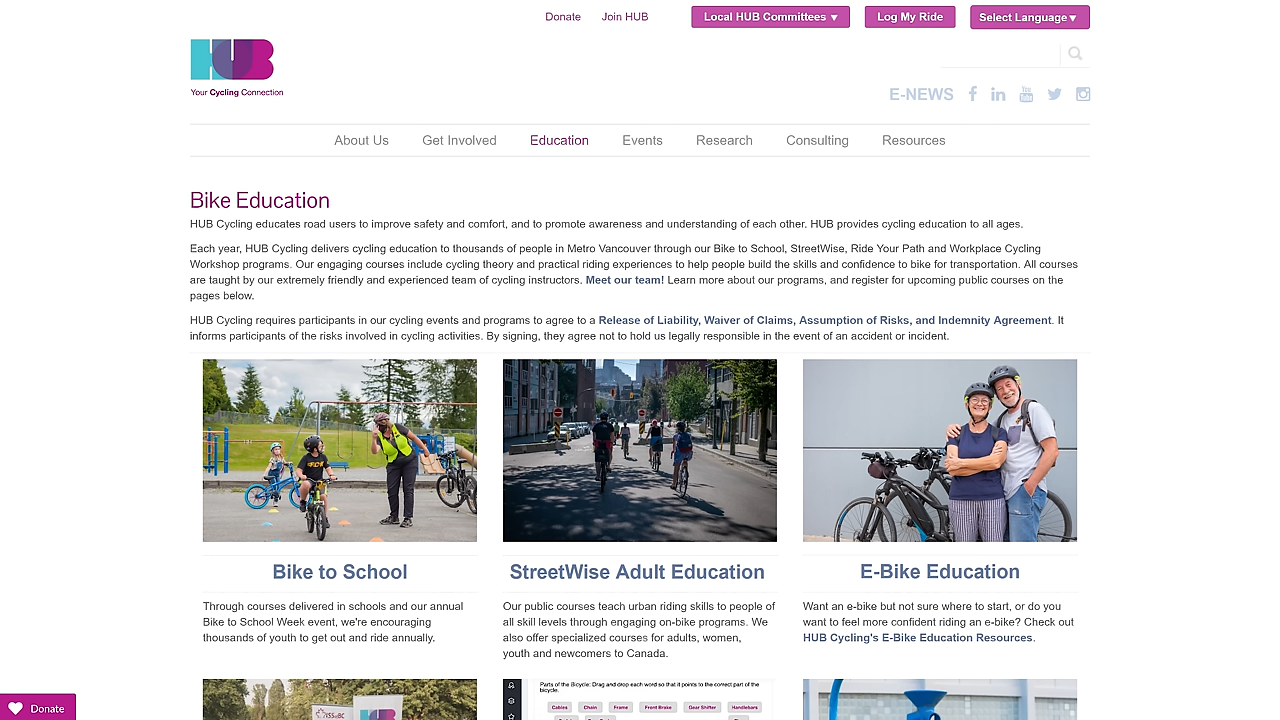 Donate Join HUB Local HUB Committees ▼ Log My Ride Select Language▼
HUB
Your Cycling Connection
E-NEWS
About Us Get Involved Education Events Research Consulting Resources
Bike Education
HUB Cycling educates road users to improve safety and comfort, and to promote awareness and understanding of each other. HUB provides cycling education to all ages.
Each year, HUB Cycling delivers cycling education to thousands of people in Metro Vancouver through our Bike to School, StreetWise, Ride Your Path and Workplace Cycling
Workshop programs. Our engaging courses include cycling theory and practical riding experiences to help people build the skills and confidence to bike for transportation. All courses
are taught by our extremely friendly and experienced team of cycling instructors. Meet our team! Learn more about our programs, and register for upcoming public courses on the
pages below.
HUB Cycling requires participants in our cycling events and programs to agree to a Release of Liability, Waiver of Claims, Assumption of Risks, and Indemnity Agreement. It
informs participants of the risks involved in cycling activities. By signing, they agree not to hold us legally responsible in the event of an accident or incident.
Bike to School
Through courses delivered in schools and our annual
Bike to School Week event, we're encouraging
thousands of youth to get out and ride annually.
StreetWise Adult Education
Our public courses teach urban riding skills to people of
all skill levels through engaging on-bike programs. We
also offer specialized courses for adults, women,
youth and newcomers to Canada.
E-Bike Education
Want an e-bike but not sure where to start, or do you
want to feel more confident riding an e-bike? Check out
HUB Cycling's E-Bike Education Resources.
ISSofBC
Parts of the Bicycle: Drag and drop each word so that it points to the correct part of the
bicycle.
Cables Chain Frame Front Brake Gear Shifter Handlebars
Donate